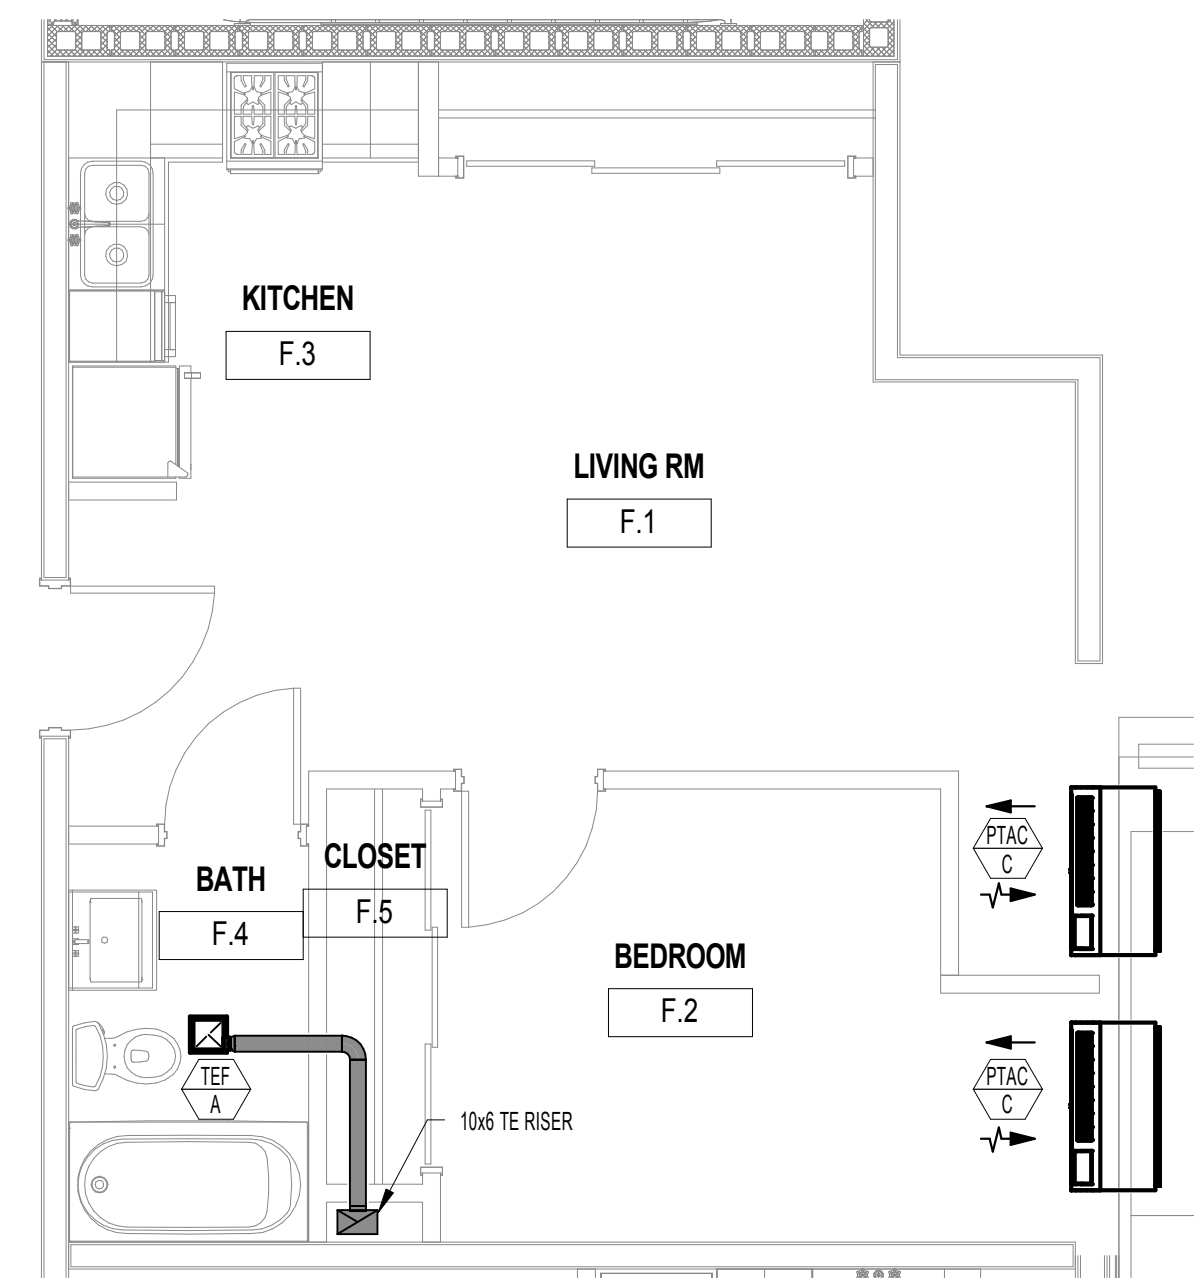 KITCHEN
F.3
LIVING RM
F.1
PTAC
C
CLOSET
F.5
BATH
F.4
BEDROOM
F.2
TEF
A
PTAC
C
10x6 TE RISER